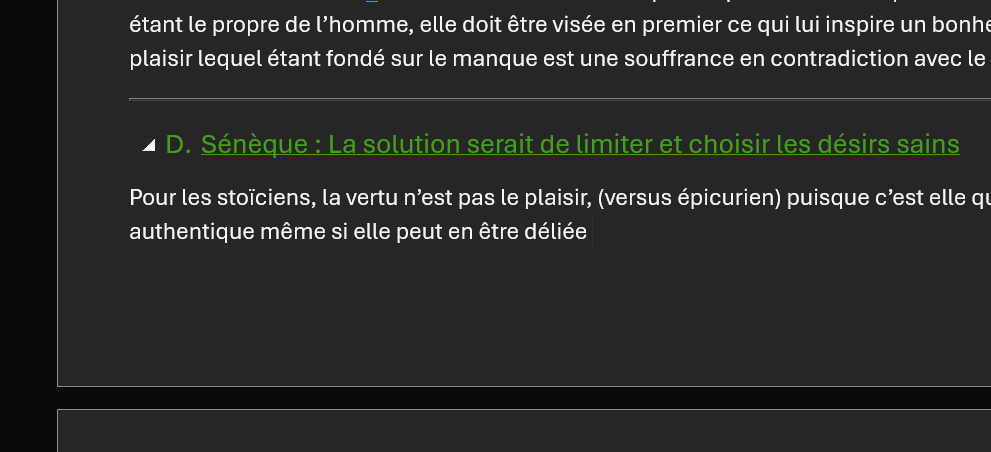 étant le propre de l’homme, elle doit être visée en premier ce qui lui inspire un
plaisir lequel étant fondé sur le manque est une souffrance en contradiction avec le
D. Sénèque : La solution serait de limiter et choisir les désirs sains
Pour les stoïciens, la vertu n’est pas le plaisir, (versus épicurien) puisque c’est elle
authentique même si elle peut en être déliée